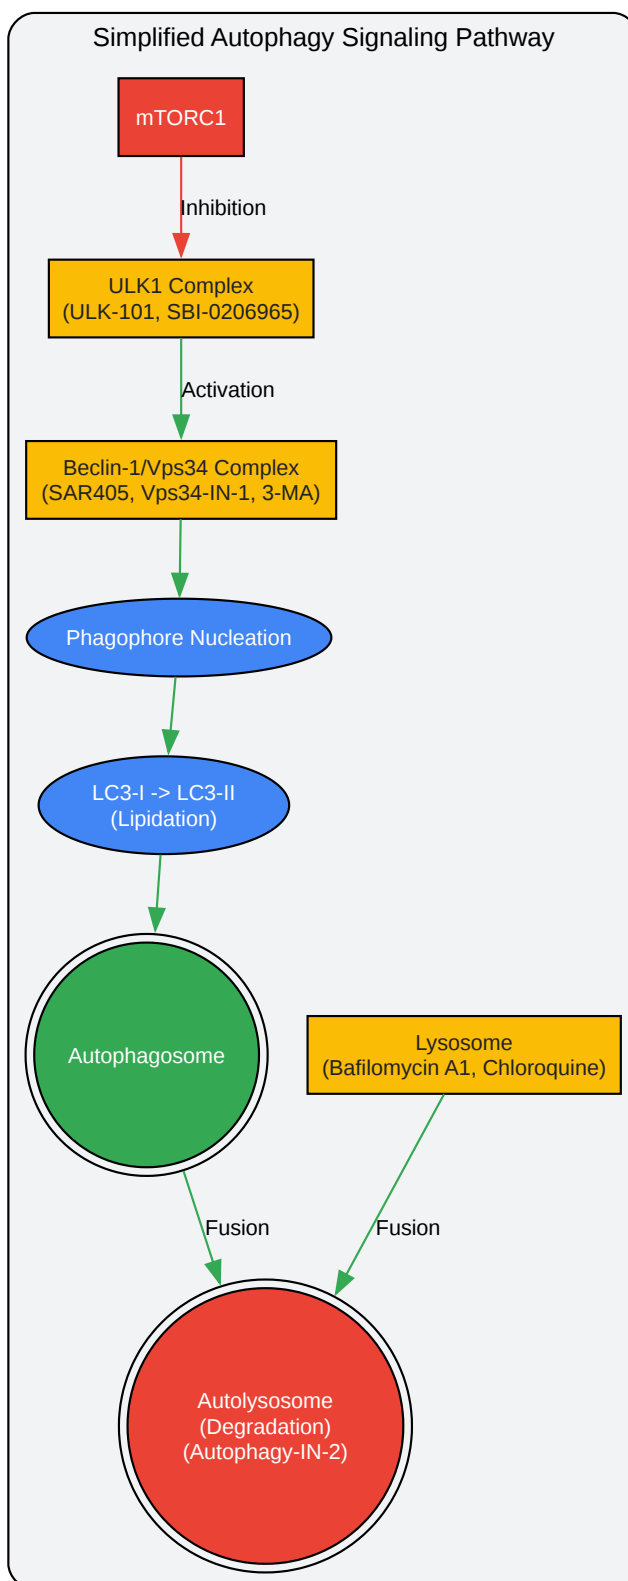 Simplified Autophagy Signaling Pathway
mTORC1
Inhibition
ULK1 Complex
(ULK-101, SBI-0206965)
Activation
Beclin-1/Vps34 Complex
(SAR405, Vps34-IN-1, 3-MA)
Phagophore Nucleation
LC3-I -> LC3-II
(Lipidation)
Autophagosome
Lysosome
(Bafilomycin A1, Chloroquine)
Fusion
Fusion
Autolysosome
(Degradation)
(Autophagy-IN-2)